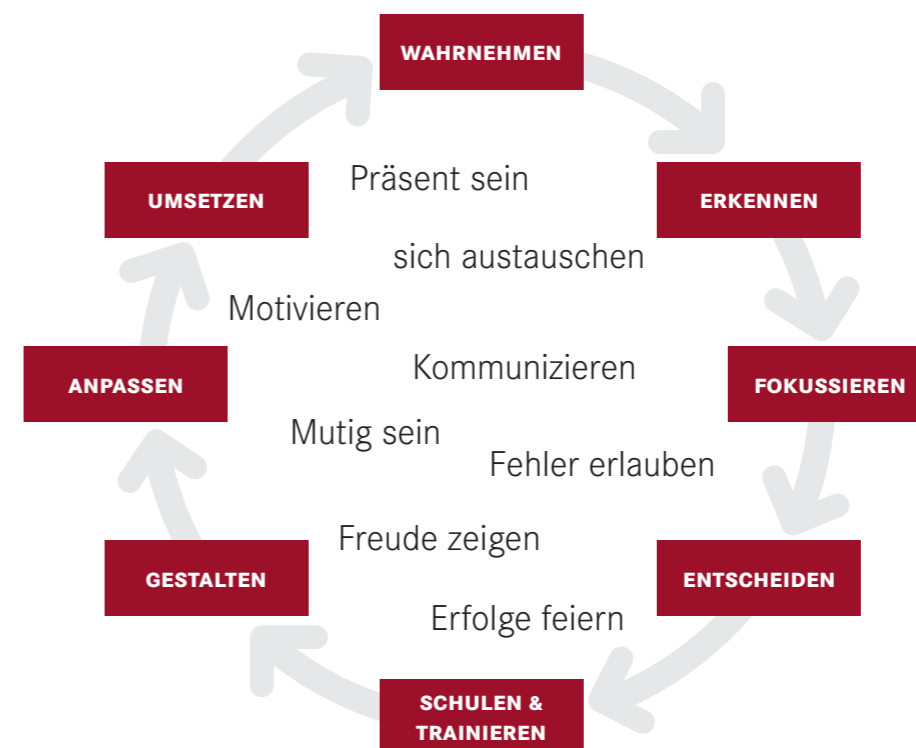 WAHRNEHMEN
Präsent sein
UMSETZEN
ERKENNEN
sich austauschen
Motivieren
Kommunizieren
ANPASSEN
FOKUSSIEREN
Mutig sein
Fehler erlauben
Freude zeigen
GESTALTEN
ENTSCHEIDEN
Erfolge feiern
SCHULEN &
TRAINIEREN